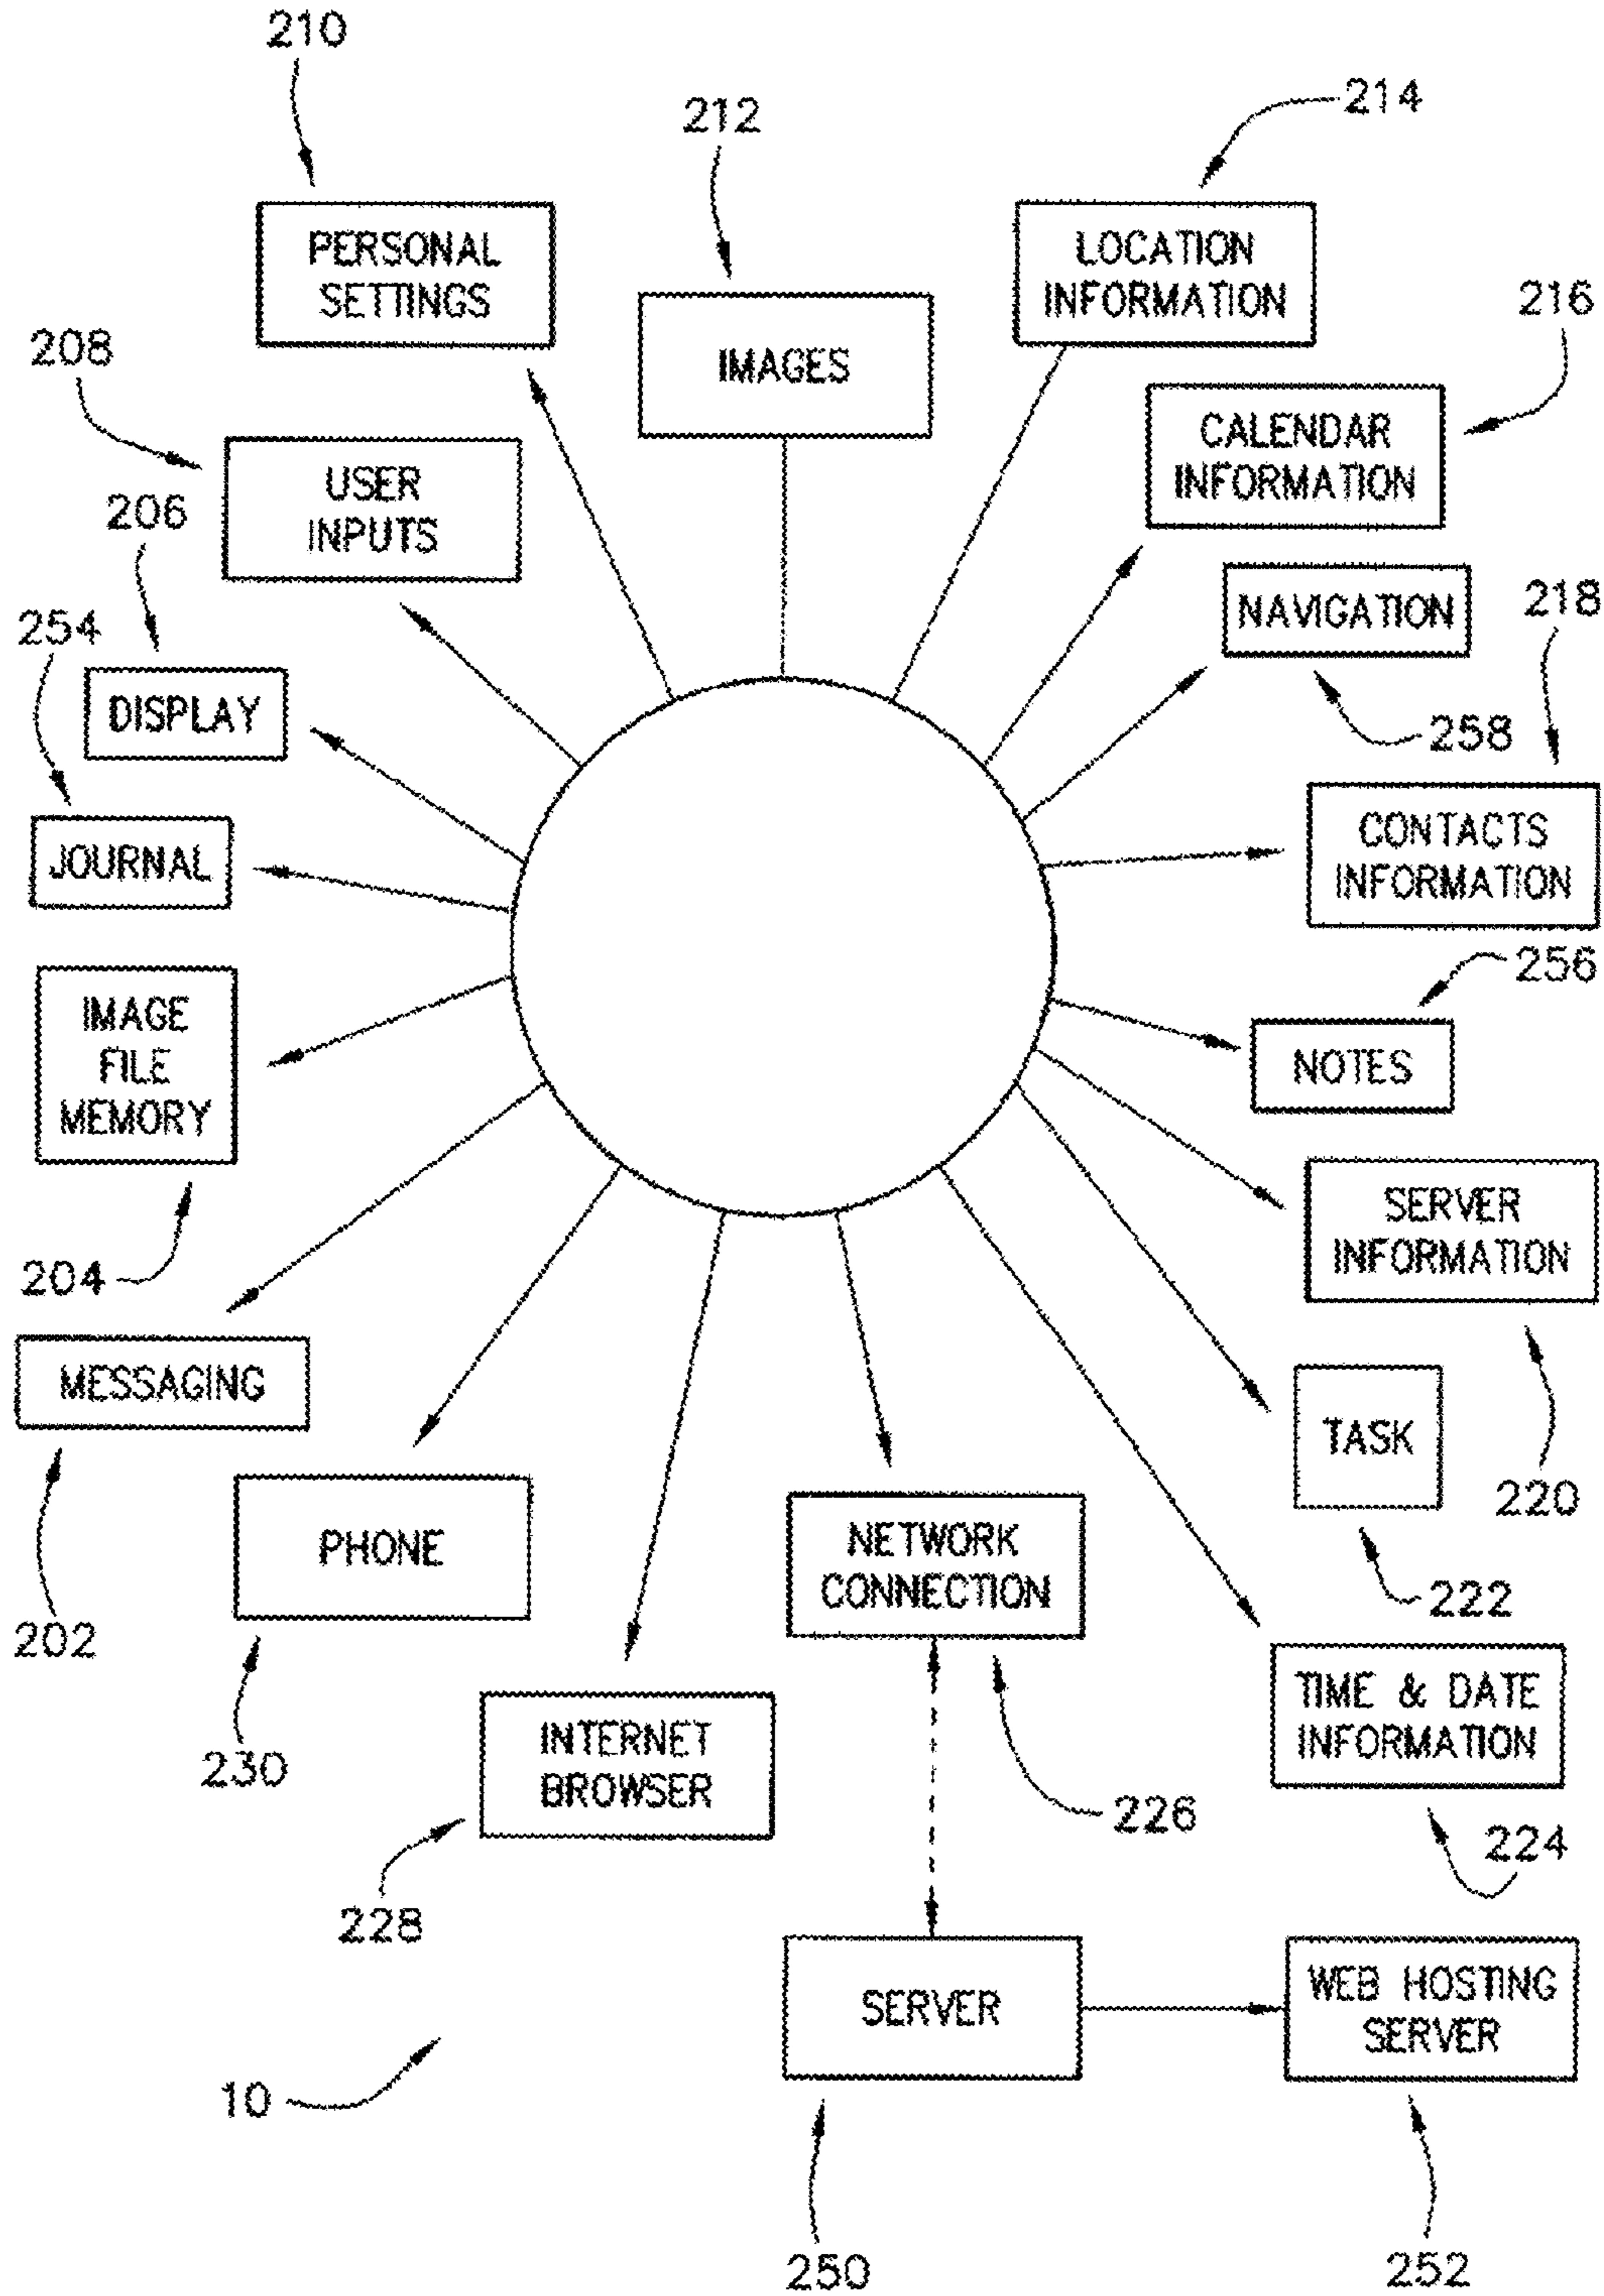 210
212
214
PERSONAL
SETTINGS
IMAGES
LOCATION
INFORMATION
216
208
USER
INPUTS
CALENDAR
INFORMATION
206
NAVIGATION
218
254
DISPLAY
258
JOURNAL
CONTACTS
INFORMATION
256
IMAGE
FILE
MEMORY
NOTES
204
SERVER
INFORMATION
MESSAGING
TASK
220
202
PHONE
NETWORK
CONNECTION
222
230
INTERNET
BROWSER
TIME & DATE
INFORMATION
226
224
228
SERVER
WEB HOSTING
SERVER
10
250
252